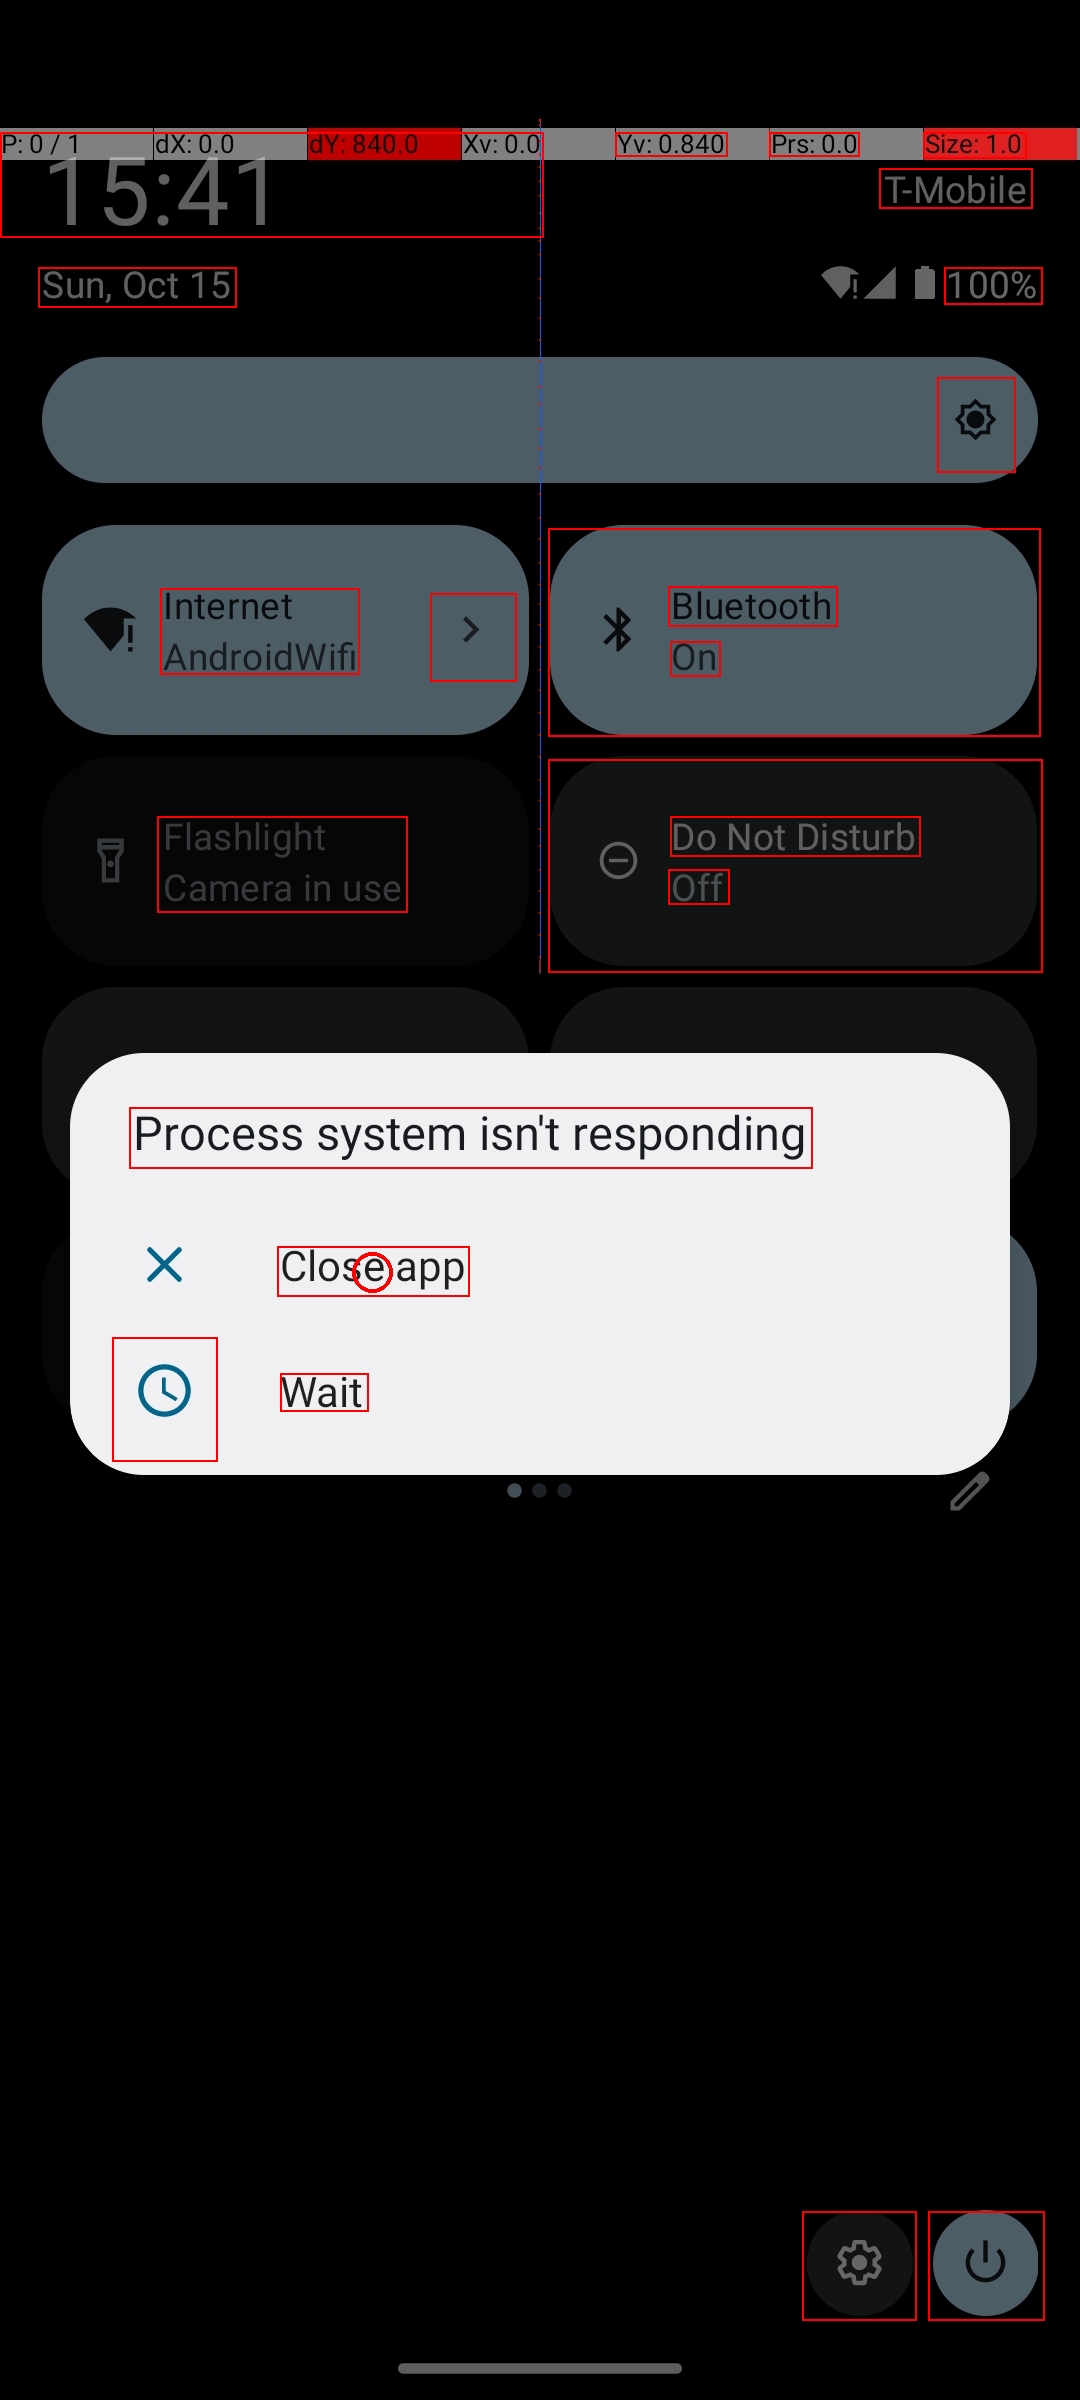 P: 0 / 1 dX: 0.0 dY: 840.0 Xv: 0.0 Yv: 0.840 Prs: 0.0 Size: 1.0
15:41
T-Mobile
Sun, Oct 15
100%
Internet
AndroidWifi
Bluetooth
On
Flashlight
Camera in use
Do Not Disturb
Off
Process system isn't responding
Close app
Wait